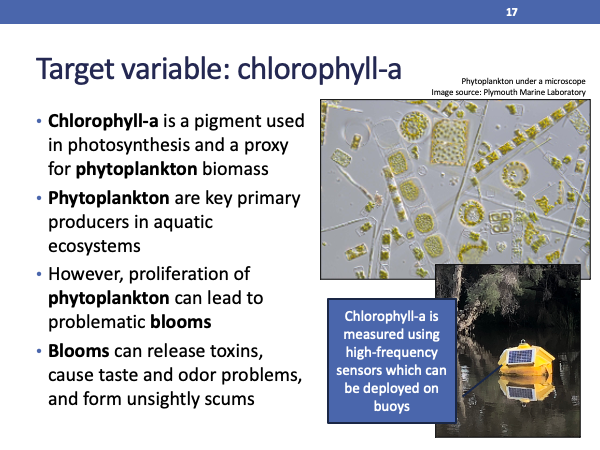 17
Target variable: chlorophyll-a
Phytoplankton under a microscope
Image source: Plymouth Marine Laboratory
• Chlorophyll-a is a pigment used
in photosynthesis and a proxy
for phytoplankton biomass
• Phytoplankton are key primary
producers in aquatic
ecosystems
• However, proliferation of
phytoplankton can lead to
problematic blooms
• Blooms can release toxins,
cause taste and odor problems,
and form unsightly scums
Chlorophyll-a is
measured using
high-frequency
sensors which can
be deployed on
buoys